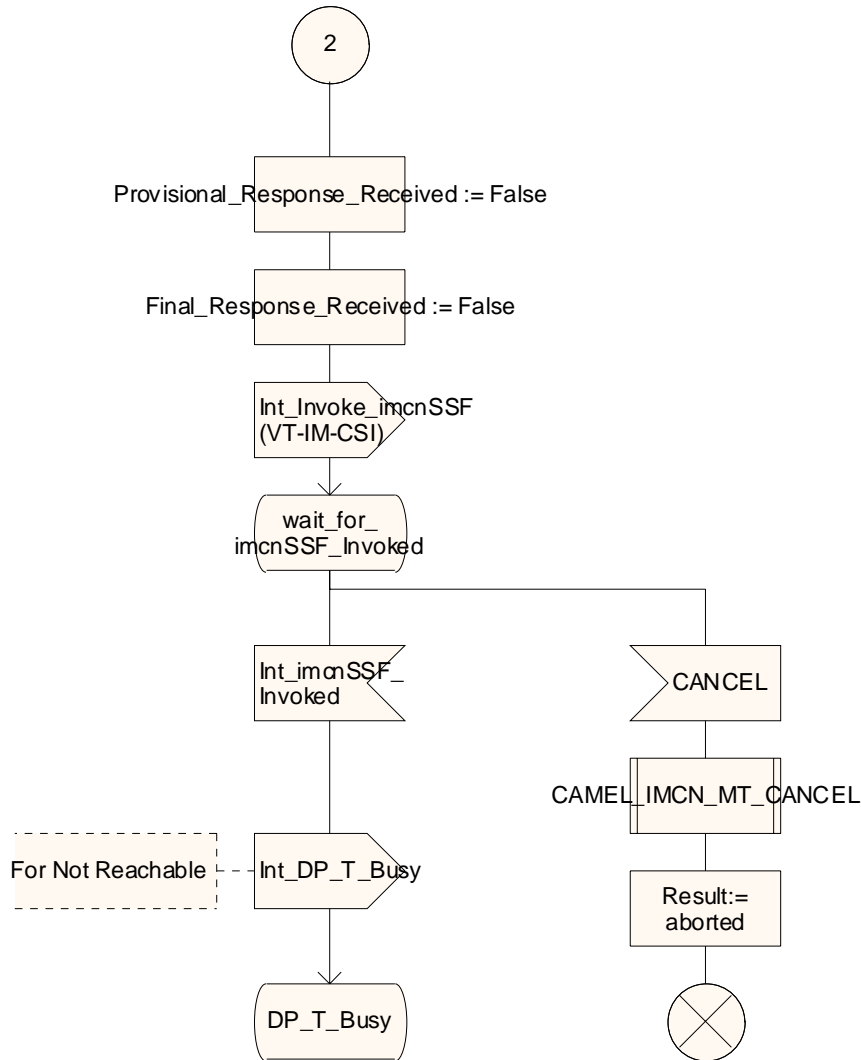 2
Provisional_Response_Received := False
Final_Response_Received := False
Int_Invoke_imcnSSF
(VT-IM-CSI)
wait_for_
imcnSSF_Invoked
Int_imcnSSF_
Invoked
CANCEL
CAMEL_IMCN_MT_CANCEL
For Not Reachable
Int_DP_T_Busy
Result:=
aborted
DP_T_Busy